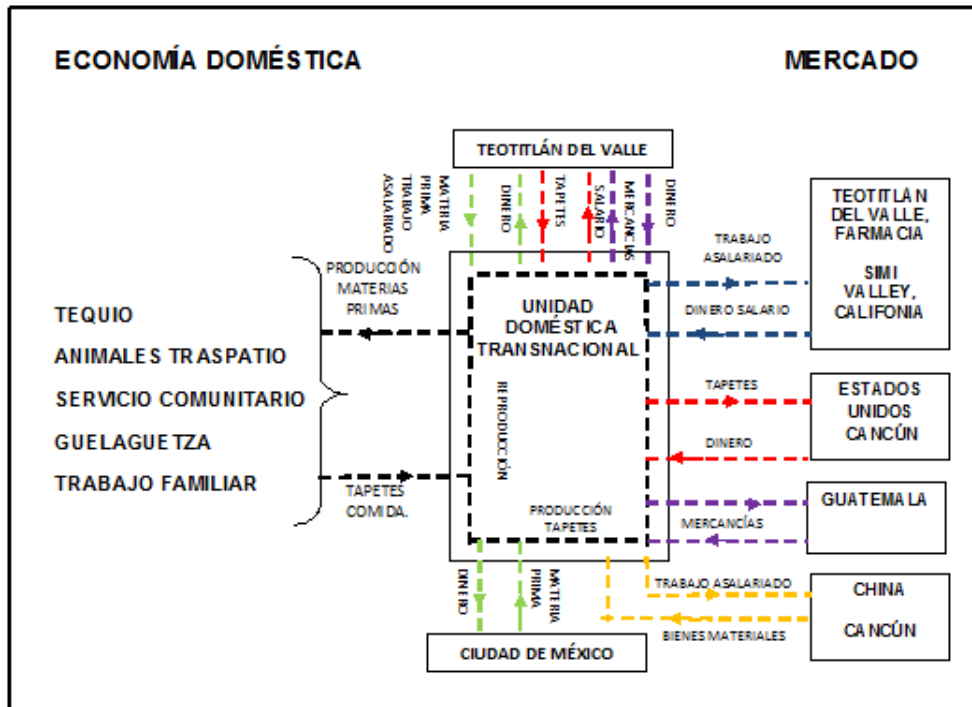 ECONOMÍA DOMÉSTICA
MERCADO
TEOTITLÁN DEL VALLE
MATERIA
PRIMA
TRABAJO
ASALARIADO
DINERO
TAPETES
SALARIO
MERCANCÍAS
DINERO
TEOTITLÁN
DEL VALLE,
FARMACIA
SIMI
VALLEY,
CALIFONIA
TRABAJO
ASALARIADO
DINERO SALARIO
PRODUCCIÓN
MATERIAS
PRIMAS
UNIDAD
DOMÉSTICA
TRANSNACIONAL
TEQUIO
ANIMALES TRASPATIO
SERVICIO COMUNITARIO
GUELAGUETZA
TRABAJO FAMILIAR
REPRODUCCIÓN
TAPETES
DINERO
ESTADOS
UNIDOS
CANCÚN
TAPETES
COMIDA.
PRODUCCIÓN
TAPETES
MERCANCÍAS
GUATEMALA
DINERO
MATERIA
PRIMA
TRABAJO ASALARIADO
BIENES MATERIALES
CHINA
CANCÚN
CIUDAD DE MÉXICO